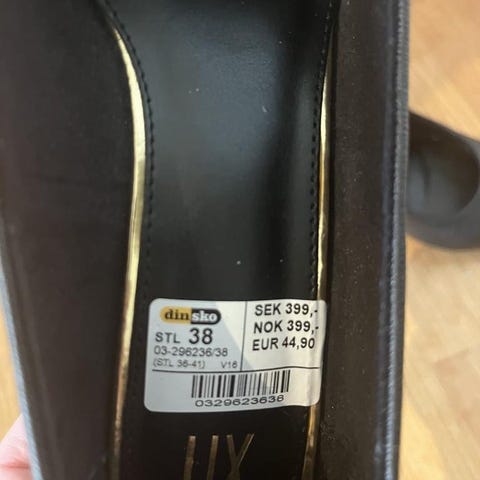 dinsko
STL 38
03-296236/38
(STL 36-41) V16
SEK 399,-
NOK 399,-
EUR 44,90
0329623638